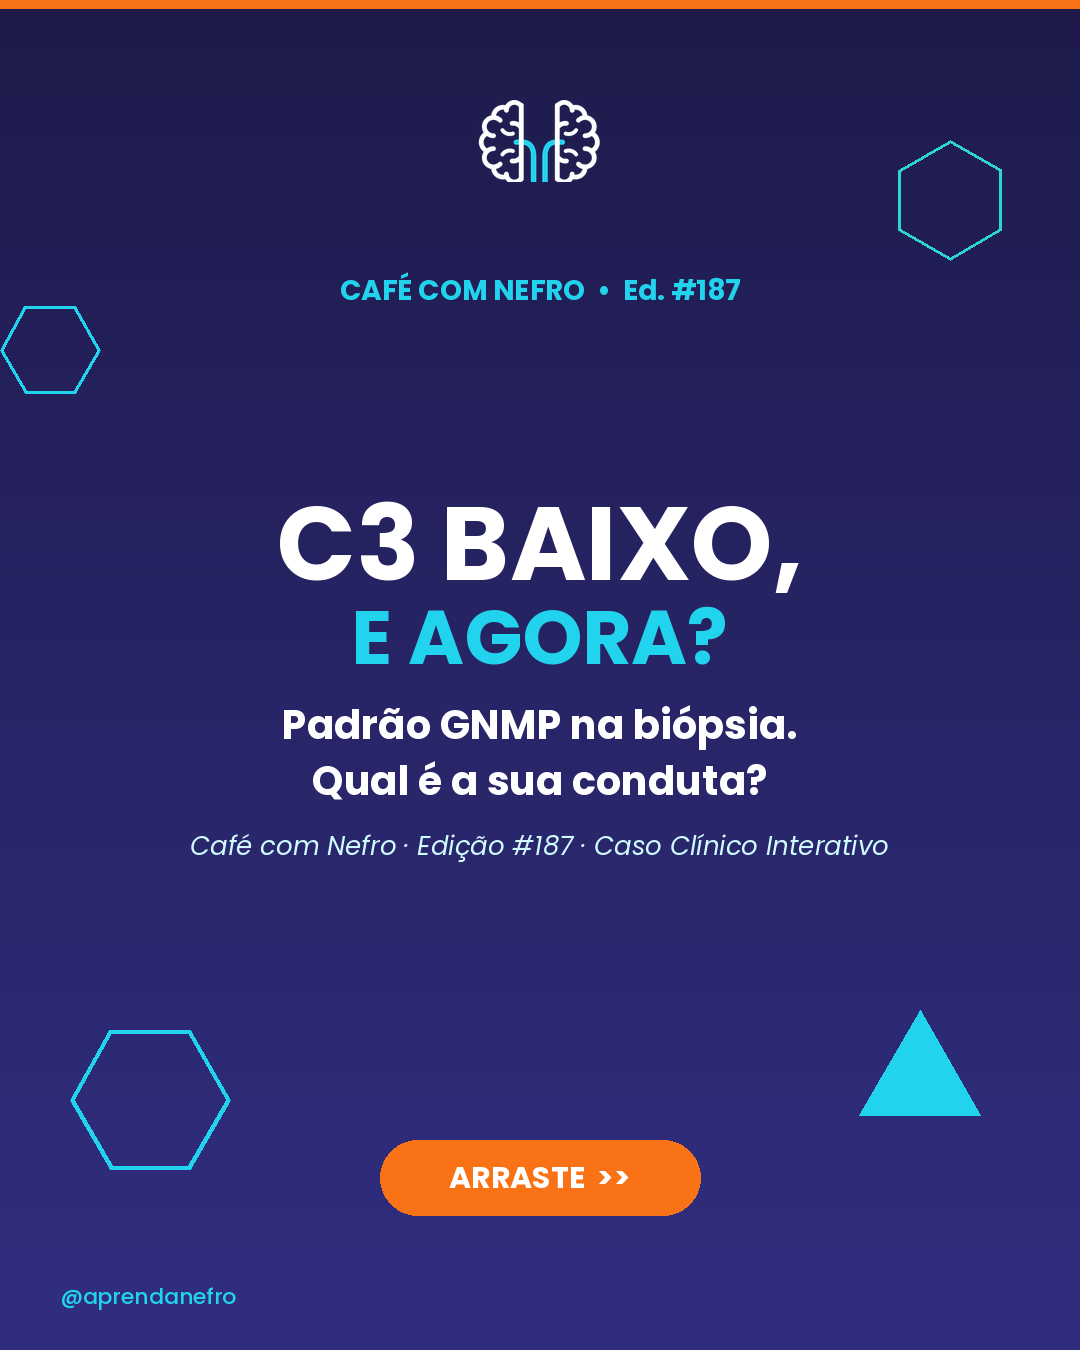 CAFÉ COM NEFRO • Ed. #187
C3 BAIXO,
E AGORA?
Padrão GNMP na biópsia.
Qual é a sua conduta?
Café com Nefro · Edição #187 · Caso Clínico Interativo
ARRASTE >>
@aprendanefro